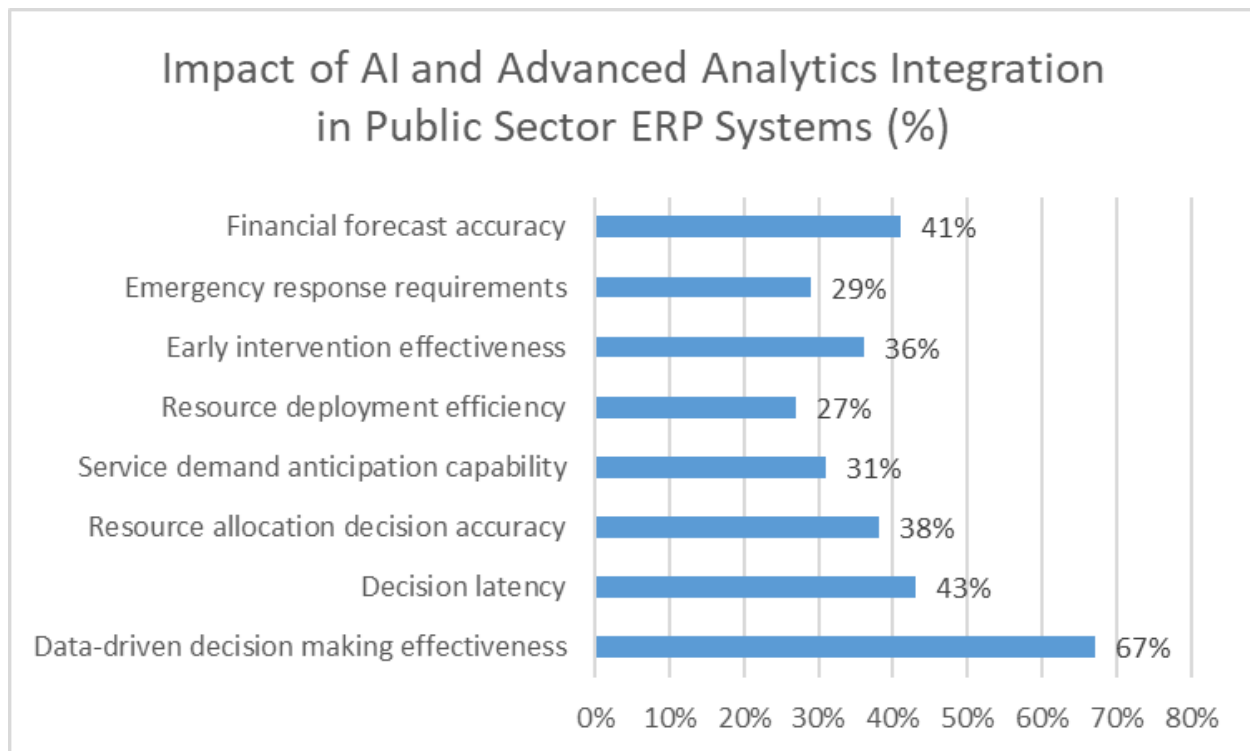 Impact of AI and Advanced Analytics Integration
in Public Sector ERP Systems (%)
Financial forecast accuracy 41%
Emergency response requirements 29%
Early intervention effectiveness 36%
Resource deployment efficiency 27%
Service demand anticipation capability 31%
Resource allocation decision accuracy 38%
Decision latency 43%
Data-driven decision making effectiveness 67%
0% 10% 20% 30% 40% 50% 60% 70% 80%